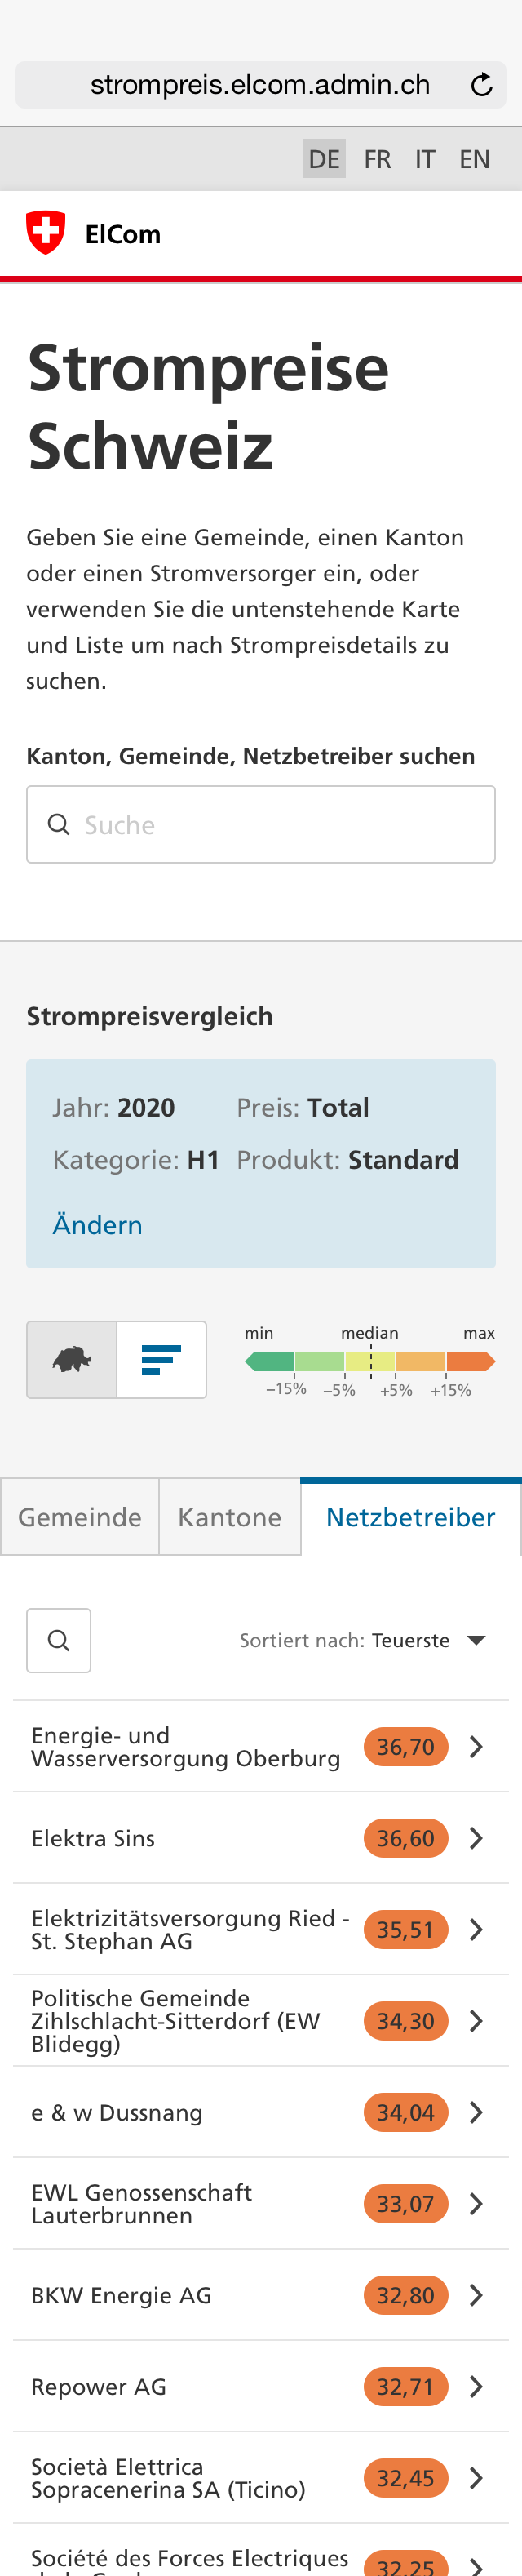 strompreis.elcom.admin.ch
DE FR IT EN
ElCom
Strompreise
Schweiz
Geben Sie eine Gemeinde, einen Kanton
oder einen Stromversorger ein, oder
verwenden Sie die untenstehende Karte
und Liste um nach Strompreisdetails zu
suchen.
Kanton, Gemeinde, Netzbetreiber suchen
Suche
Strompreisvergleich
Jahr: 2020 Preis: Total
Kategorie: H1 Produkt: Standard
Ändern
min median max
–15% –5% +5% +15%
Gemeinde Kantone Netzbetreiber
Sortiert nach: Teuerste
Energie- und
Wasserversorgung Oberburg 36,70
Elektra Sins 36,60
Elektrizitätsversorgung Ried -
St. Stephan AG 35,51
Politische Gemeinde
Zihlschlacht-Sitterdorf (EW 34,30
Blidegg)
e & w Dussnang 34,04
EWL Genossenschaft
Lauterbrunnen 33,07
BKW Energie AG 32,80
Repower AG 32,71
Società Elettrica
Sopracenerina SA (Ticino) 32,45
Société des Forces Electriques
32,25